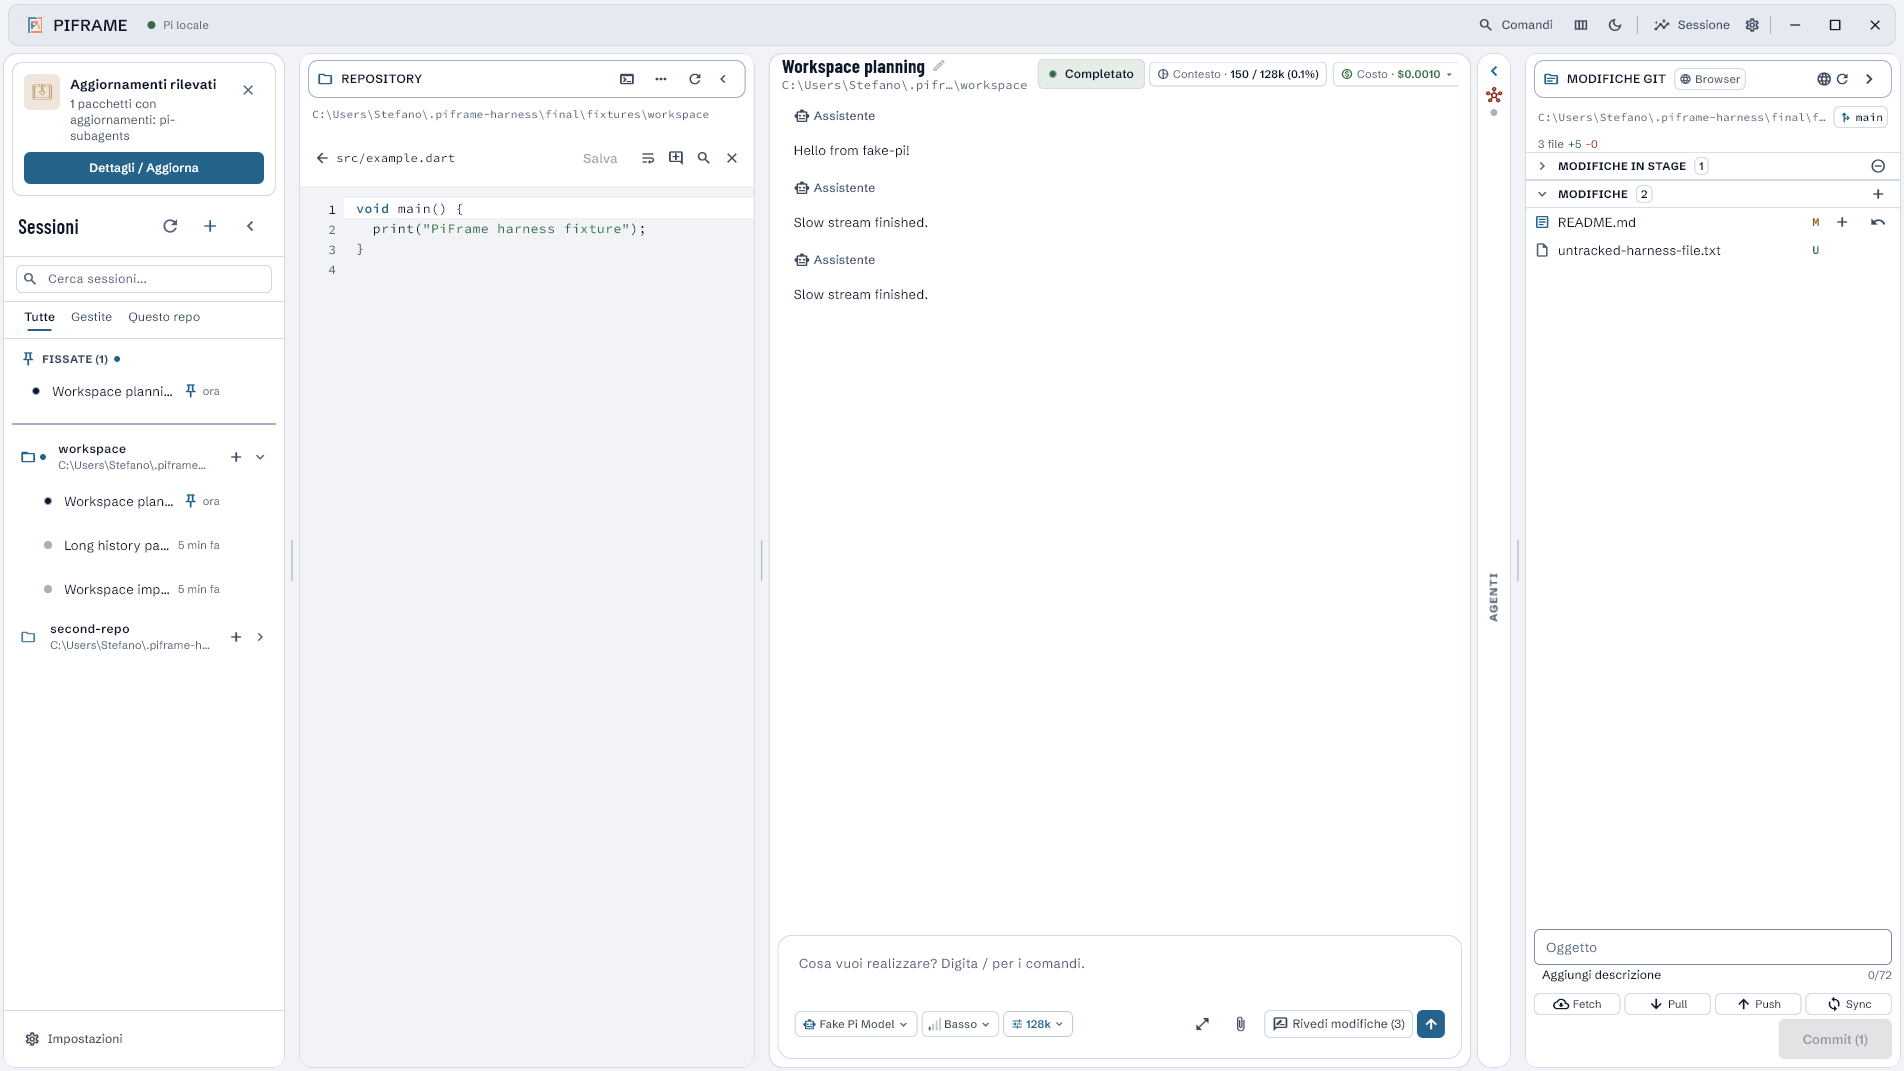 PIFRAME
Pi locale
Comandi
Sessione
Aggiornamenti rilevati
1 pacchetti con
aggiornamenti: pi-
subagents
Dettagli / Aggiorna
Sessioni
Cerca sessioni...
Tutte
Gestite
Questo repo
FISSATE (1)
Workspace planni...
ora
workspace
C:\Users\Stefano\.piframe...
Workspace plan...
ora
Long history pa...
5 min fa
Workspace imp...
5 min fa
second-repo
C:\Users\Stefano\.piframe-h...
Impostazioni
REPOSITORY
C:\Users\Stefano\.piframe-harness\final\fixtures\workspace
src/example.dart
Salva
1 void main() {
2 print("PiFrame harness fixture");
3 }
4
Workspace planning
C:\Users\Stefano\.pifr…\workspace
Completato
Contesto · 150 / 128k (0.1%)
Costo · $0.0010
Assistente
Hello from fake-pi!
Assistente
Slow stream finished.
Assistente
Slow stream finished.
Cosa vuoi realizzare? Digita / per i comandi.
Fake Pi Model
Basso
128k
Rivedi modifiche (3)
AGENTI
MODIFICHE GIT
Browser
C:\Users\Stefano\.piframe-harness\final\f…
main
3 file +5 -0
MODIFICHE IN STAGE 1
MODIFICHE 2
README.md M
untracked-harness-file.txt U
Oggetto
Aggiungi descrizione
0/72
Fetch
Pull
Push
Sync
Commit (1)